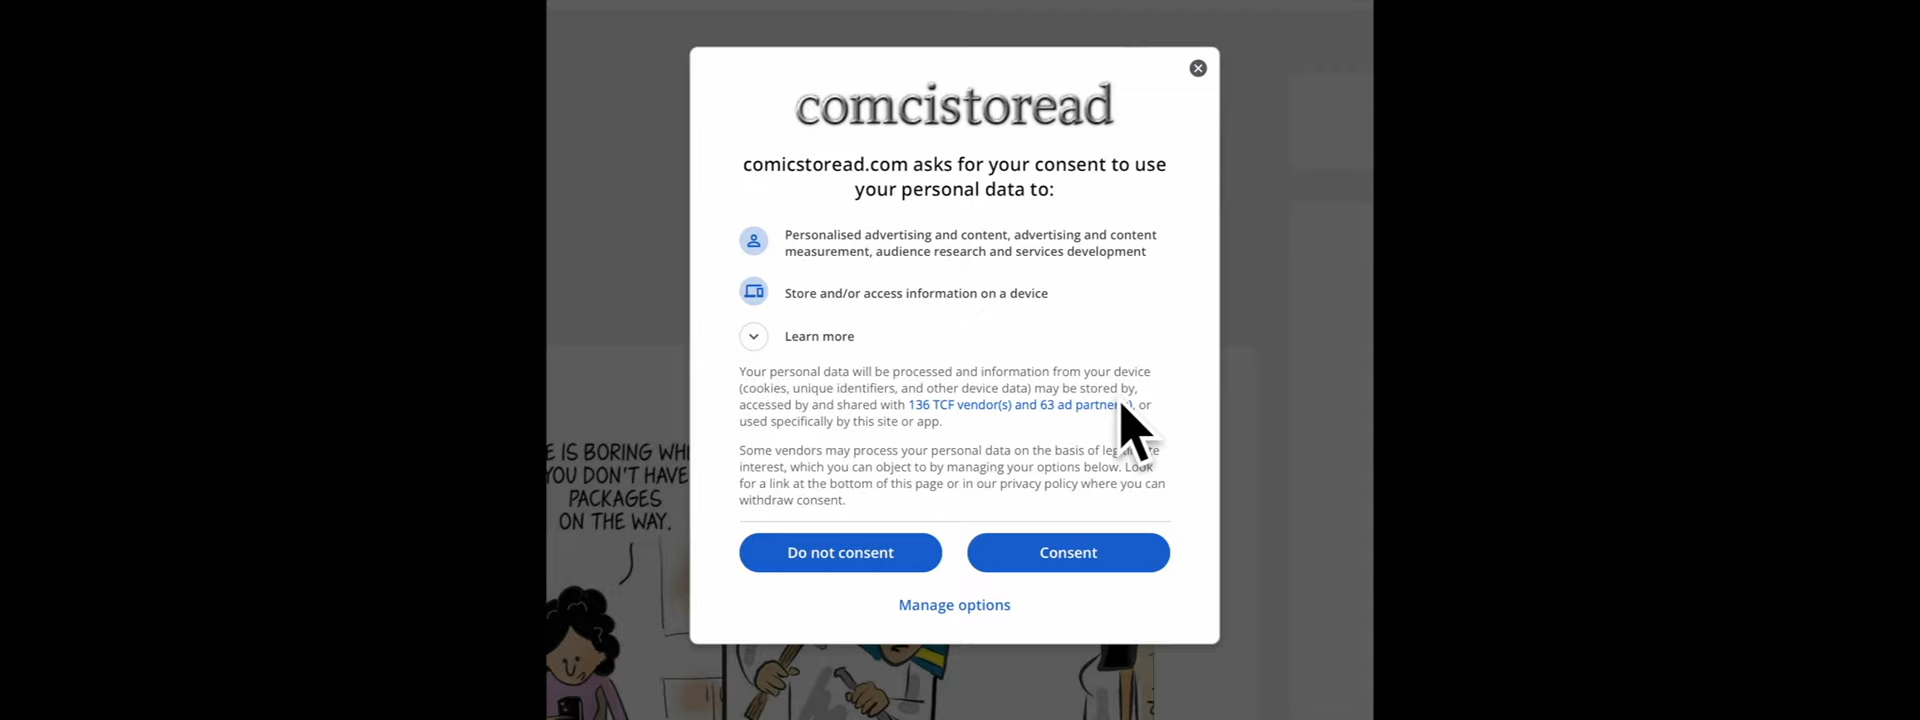 comcistoread
comicstoread.com asks for your consent to use
your personal data to:
Personalised advertising and content, advertising and content
measurement, audience research and services development
Store and/or access information on a device
Learn more
Your personal data will be processed and information from your device
(cookies, unique identifiers, and other device data) may be stored by,
accessed by and shared with 136 TCF vendor(s) and 63 ad partner(s), or
used specifically by this site or app.
Some vendors may process your personal data on the basis of legitimate
interest, which you can object to by managing your options below. Look
for a link at the bottom of this page or in our privacy policy where you can
withdraw consent.
Do not consent
Consent
Manage options
IS BORING
YOU DON'T HAVE
PACKAGES
ON THE WAY.